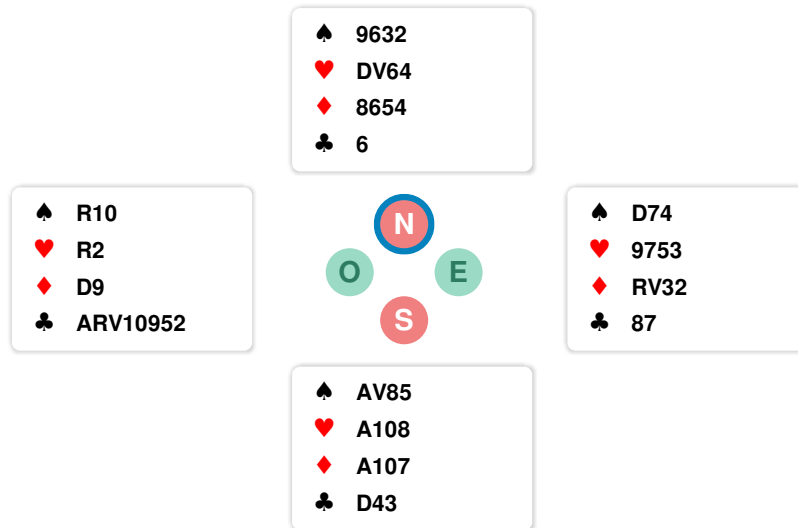 ♠ 9632
♥ DV64
♦ 8654
♣ 6
♠ R10
♥ R2
♦ D9
♣ ARV10952
N
O E
S
♠ D74
♥ 9753
♦ RV32
♣ 87
♠ AV85
♥ A108
♦ A107
♣ D43